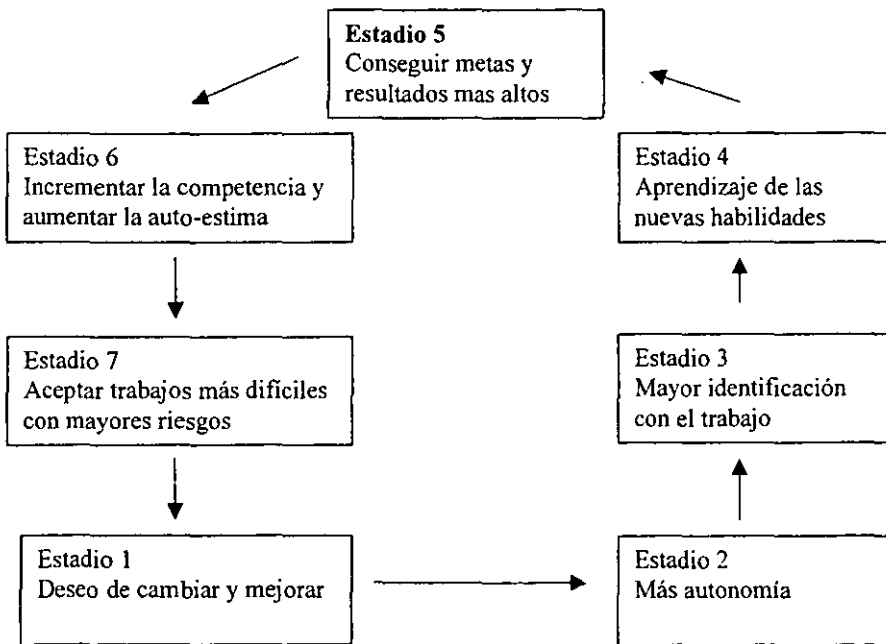 Estadio 5
Conseguir metas y
resultados mas altos
Estadio 6
Incrementar la competencia y
aumentar la auto-estima
Estadio 4
Aprendizaje de las
nuevas habilidades
Estadio 7
Aceptar trabajos más difíciles
con mayores riesgos
Estadio 3
Mayor identificación
con el trabajo
Estadio 1
Deseo de cambiar y mejorar
Estadio 2
Más autonomía